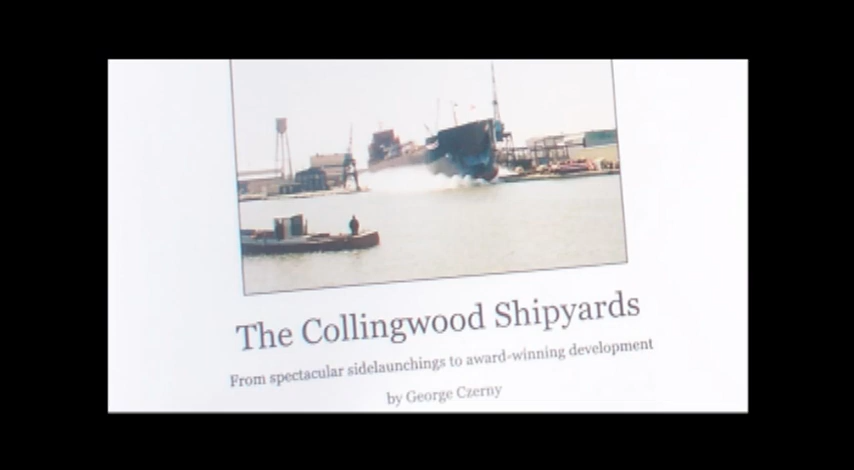 The Collingwood Shipyards
From spectacular sidelaunchings to award-winning development
by George Czerny